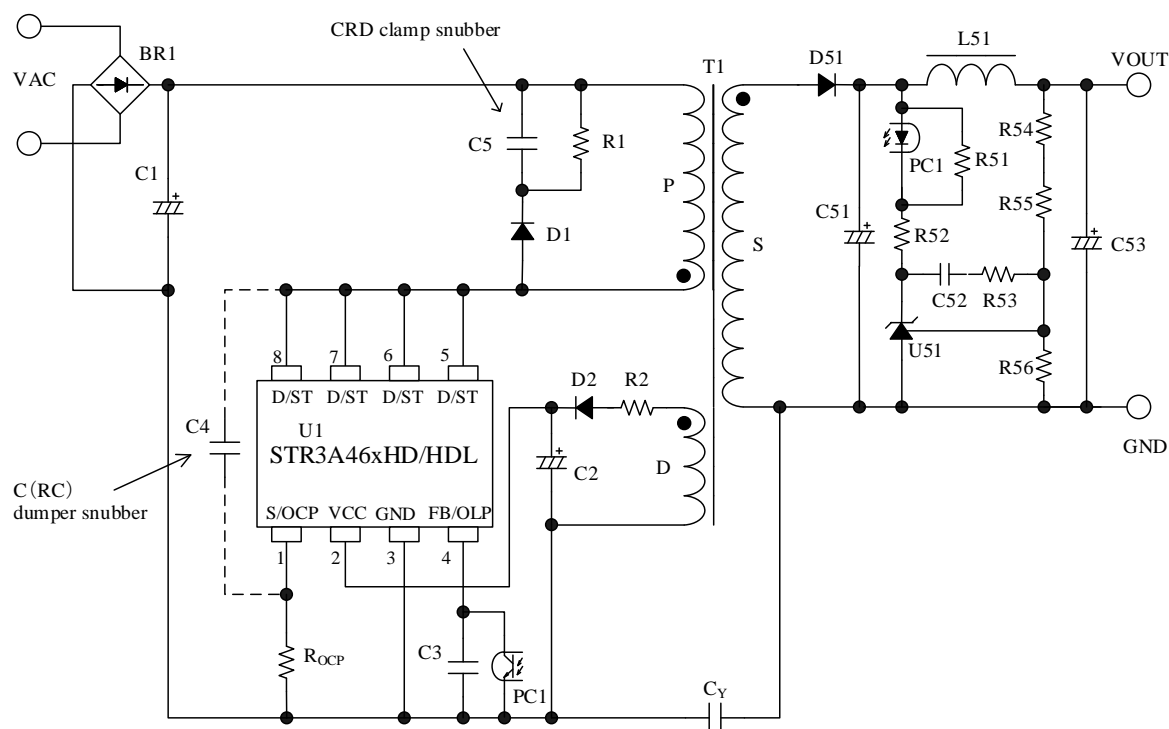 CRD clamp snubber
VAC
BR1
C1
C5
R1
D1
P
T1
S
D51
L51
VOUT
PC1
R51
R54
R55
C51
R52
C53
C52
R53
U51
R56
GND
8
7
6
5
D/ST
D/ST
D/ST
D/ST
U1
STR3A46xHD/HDL
S/OCP
VCC
GND
FB/OLP
1
2
3
4
C4
C(RC)
dumper snubber
D2
R2
C2
D
ROCP
C3
PC1
CY
+
+
+
+